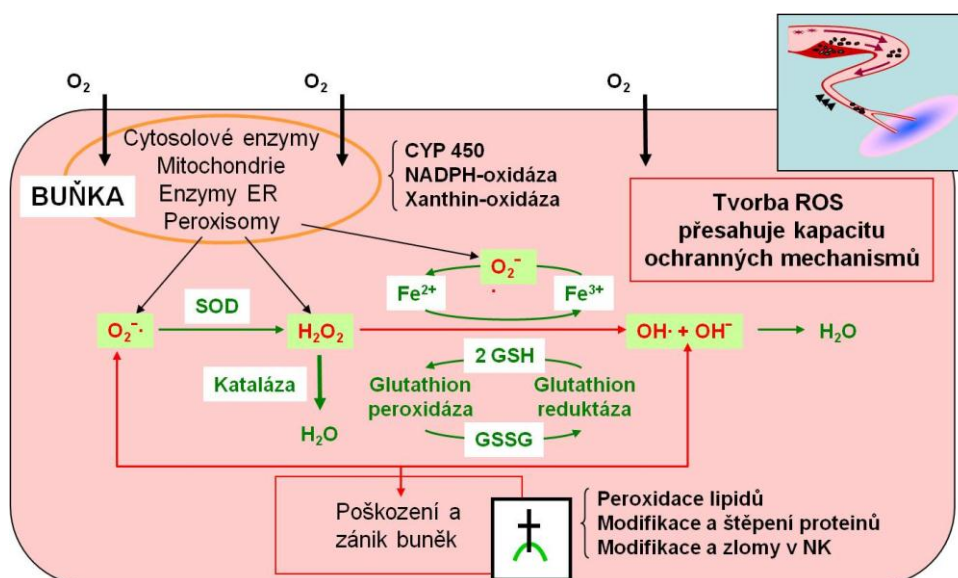 O₂
O₂
O₂
Cytosolové enzymy
Mitochondrie
Enzymy ER
Peroxisomy
BUŇKA
CYP 450
NADPH-oxidáza
Xanthin-oxidáza
Tvorba ROS
přesahuje kapacitu
ochranných mechanismů
O₂⁻·
Fe²⁺
Fe³⁺
O₂⁻·
SOD
H₂O₂
OH· + OH⁻
H₂O
Kataláza
H₂O
2 GSH
Glutathion
peroxidáza
Glutathion
reduktáza
GSSG
Poškození a
zánik buněk
Peroxidace lipidů
Modifikace a štěpení proteinů
Modifikace a zlomy v NK